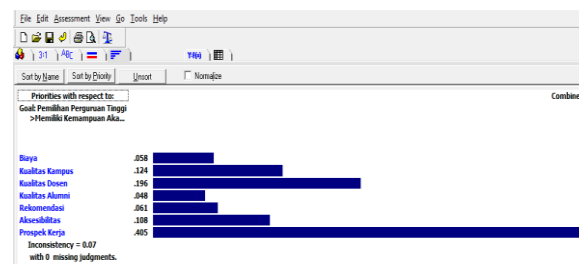 File Edit Assessment View Go Tools Help
3:1 ABC Y=f(x)
Sort by Name Sort by Priority Unsort Normalize
Priorities with respect to: Combine
Goal: Pemilihan Perguruan Tinggi
>Memiliki Kemampuan Aka...
Biaya .058
Kualitas Kampus .124
Kualitas Dosen .196
Kualitas Alumni .048
Rekomendasi .061
Aksesibilitas .108
Prospek Kerja .405
Inconsistency = 0.07
with 0 missing judgments.